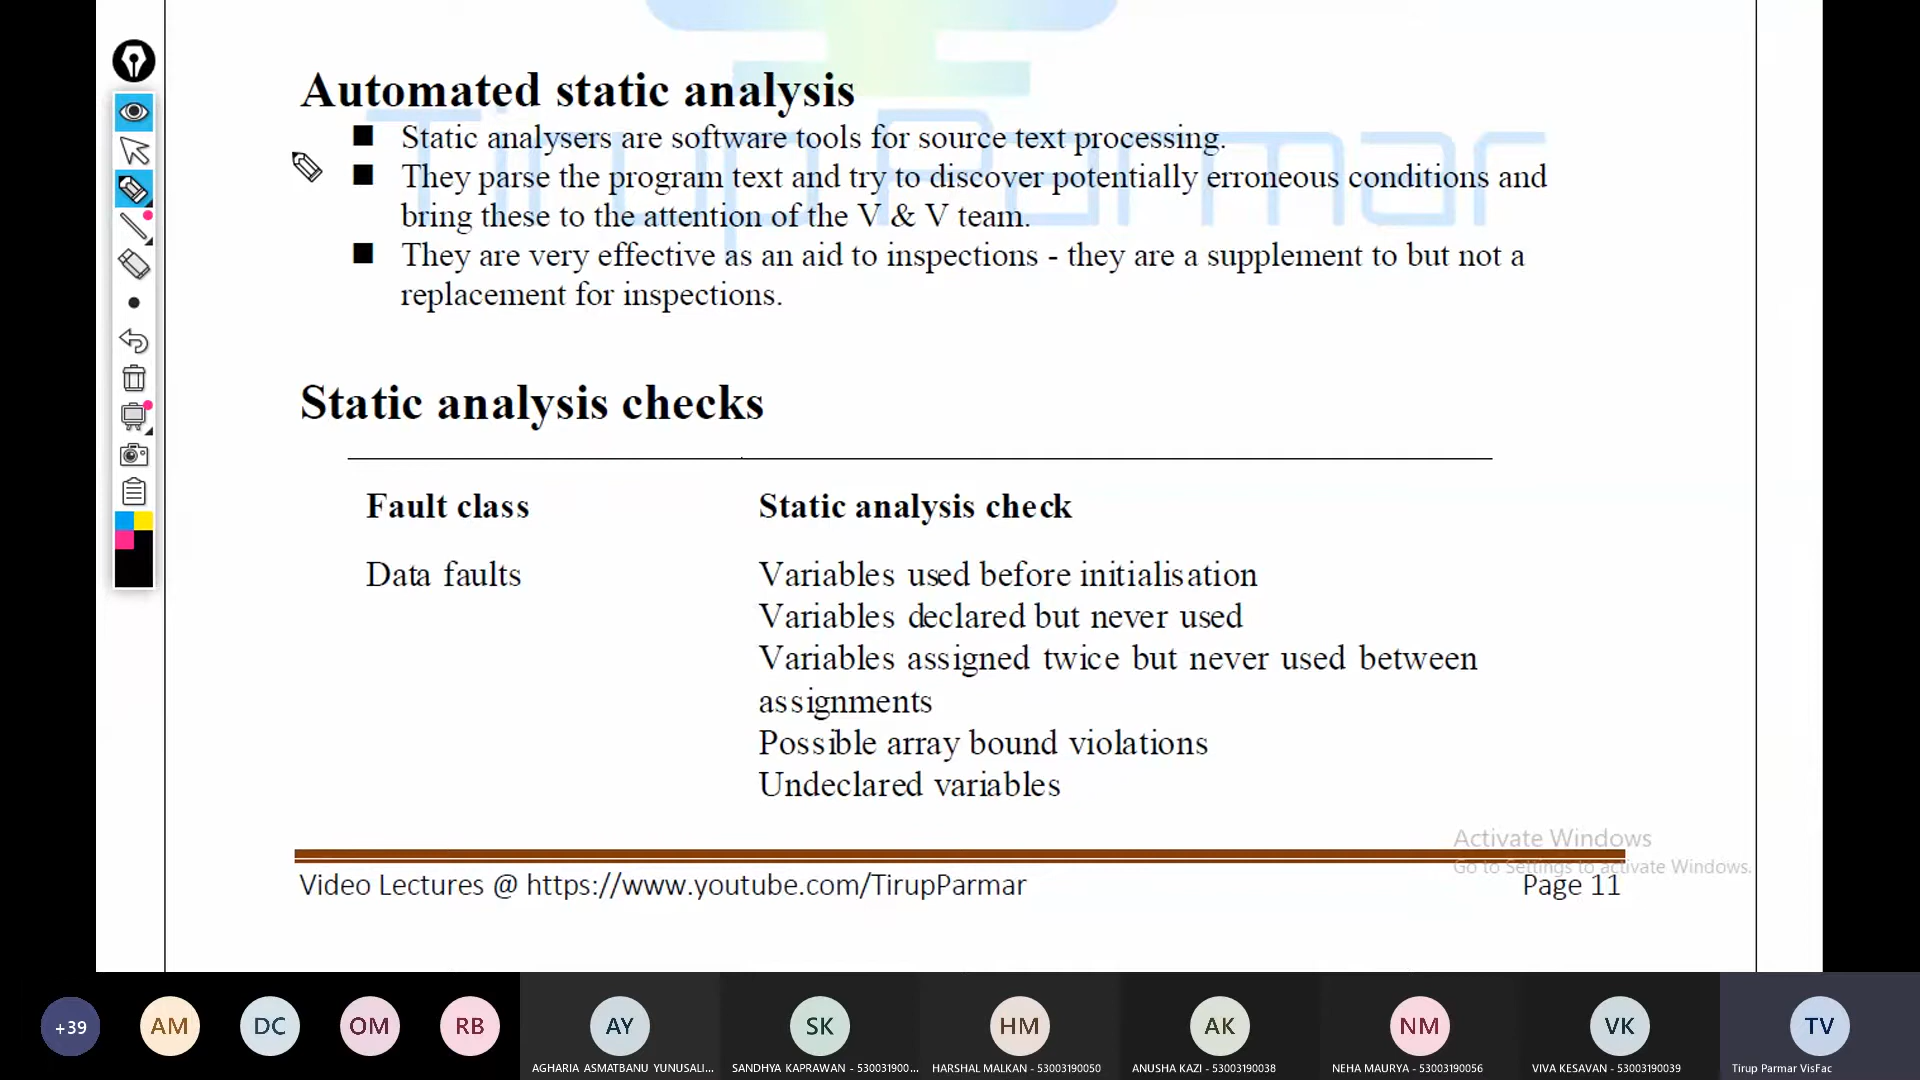 Automated static analysis
■ Static analysers are software tools for source text processing.
■ They parse the program text and try to discover potentially erroneous conditions and
bring these to the attention of the V & V team.
■ They are very effective as an aid to inspections - they are a supplement to but not a
replacement for inspections.
Tirup Parmar
Static analysis checks
Fault class Static analysis check
Data faults Variables used before initialisation
Variables declared but never used
Variables assigned twice but never used between
assignments
Possible array bound violations
Undeclared variables
Activate Windows
Go to Settings to activate Windows.
Video Lectures @ https://www.youtube.com/TirupParmar Page 11
+39 AM DC OM RB AY SK HM AK NM VK TV
AGHARIA ASMATBANU YUNUSALI... SANDHYA KAPRAWAN - 530031900... HARSHAL MALKAN - 53003190050 ANUSHA KAZI - 53003190038 NEHA MAURYA - 53003190056 VIVA KESAVAN - 53003190039 Tirup Parmar VisFac